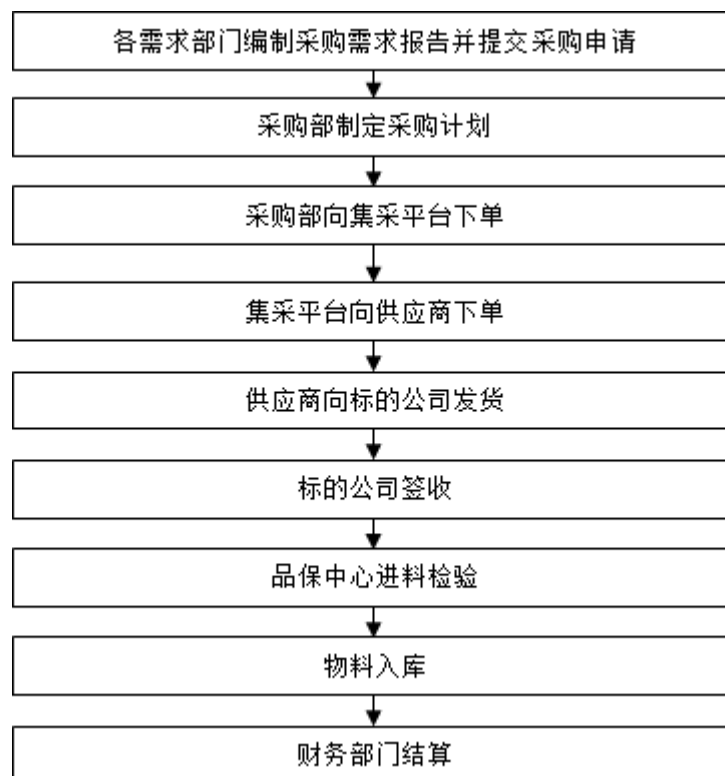 各需求部门编制采购需求报告并提交采购申请
采购部制定采购计划
采购部向集采平台下单
集采平台向供应商下单
供应商向标的公司发货
标的公司签收
品保中心进料检验
物料入库
财务部门结算